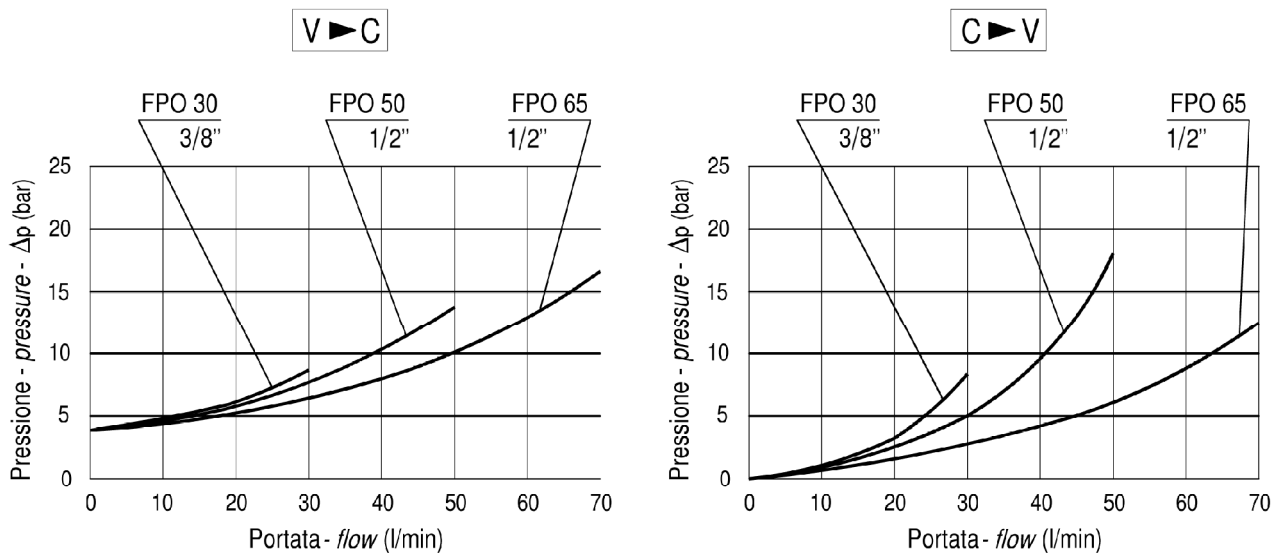 V ► C
FPO 30
3/8”
FPO 50
1/2”
FPO 65
1/2”
25
20
15
10
5
0
Pressione - pressure - Δp (bar)
0 10 20 30 40 50 60 70
Portata - flow (l/min)
C ► V
FPO 30
3/8”
FPO 50
1/2”
FPO 65
1/2”
25
20
15
10
5
0
Pressione - pressure - Δp (bar)
0 10 20 30 40 50 60 70
Portata - flow (l/min)